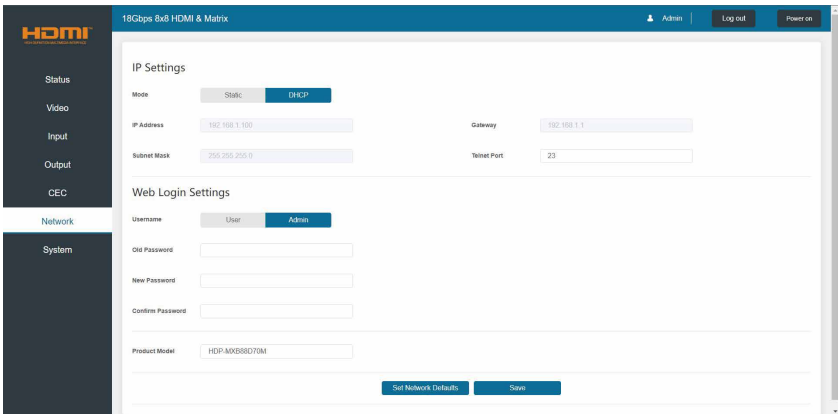 HDMI
18Gbps 8x8 HDMI & Matrix
Admin
Log out
Power on
Status
Video
Input
Output
CEC
Network
System
IP Settings
Mode Static DHCP
IP Address 192.168.1.100 Gateway 192.168.1.1
Subnet Mask 255.255.255.0 Telnet Port 23
Web Login Settings
Username User Admin
Old Password
New Password
Confirm Password
Product Model HDP-MXB88D70M
Set Network Defaults Save